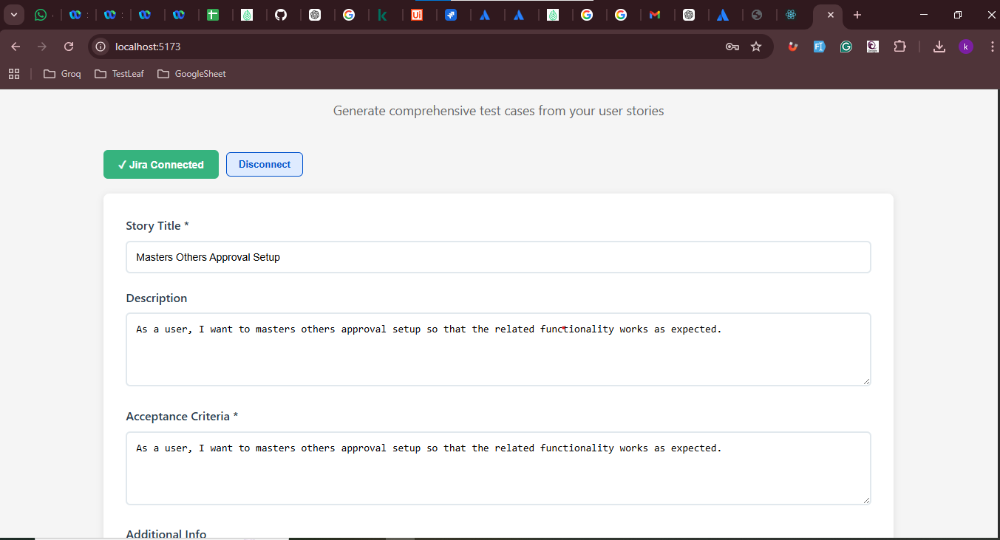 localhost:5173
Groq
TestLeaf
GoogleSheet
Generate comprehensive test cases from your user stories
✓ Jira Connected
Disconnect
Story Title *
Masters Others Approval Setup
Description
As a user, I want to masters others approval setup so that the related functionality works as expected.
Acceptance Criteria *
As a user, I want to masters others approval setup so that the related functionality works as expected.
Additional Info